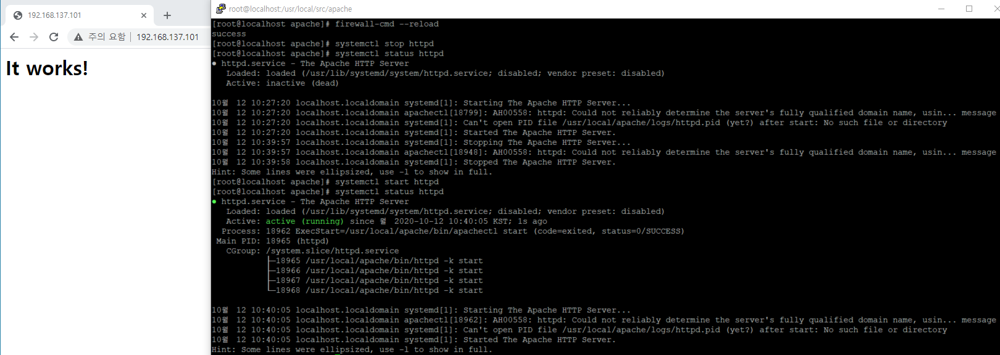 192.168.137.101
주의 요함 192.168.137.101
It works!
root@localhost:/usr/local/src/apache
[root@localhost apache]# firewall-cmd --reload
success
[root@localhost apache]# systemctl stop httpd
[root@localhost apache]# systemctl status httpd
● httpd.service - The Apache HTTP Server
Loaded: loaded (/usr/lib/systemd/system/httpd.service; disabled; vendor preset: disabled)
Active: inactive (dead)
10월 12 10:27:20 localhost.localdomain systemd[1]: Starting The Apache HTTP Server...
10월 12 10:27:20 localhost.localdomain apachectl[18799]: AH00558: httpd: Could not reliably determine the server's fully qualified domain name, usin... message
10월 12 10:27:20 localhost.localdomain systemd[1]: Can't open PID file /usr/local/apache/logs/httpd.pid (yet?) after start: No such file or directory
10월 12 10:27:20 localhost.localdomain systemd[1]: Started The Apache HTTP Server.
10월 12 10:39:57 localhost.localdomain systemd[1]: Stopping The Apache HTTP Server...
10월 12 10:39:57 localhost.localdomain apachectl[18948]: AH00558: httpd: Could not reliably determine the server's fully qualified domain name, usin... message
10월 12 10:39:58 localhost.localdomain systemd[1]: Stopped The Apache HTTP Server.
Hint: Some lines were ellipsized, use -l to show in full.
[root@localhost apache]# systemctl start httpd
[root@localhost apache]# systemctl status httpd
● httpd.service - The Apache HTTP Server
Loaded: loaded (/usr/lib/systemd/system/httpd.service; disabled; vendor preset: disabled)
Active: active (running) since 월 2020-10-12 10:40:05 KST; 1s ago
Process: 18962 ExecStart=/usr/local/apache/bin/apachectl start (code=exited, status=0/SUCCESS)
Main PID: 18965 (httpd)
CGroup: /system.slice/httpd.service
├─18965 /usr/local/apache/bin/httpd -k start
├─18966 /usr/local/apache/bin/httpd -k start
├─18967 /usr/local/apache/bin/httpd -k start
└─18968 /usr/local/apache/bin/httpd -k start
10월 12 10:40:05 localhost.localdomain systemd[1]: Starting The Apache HTTP Server...
10월 12 10:40:05 localhost.localdomain apachectl[18962]: AH00558: httpd: Could not reliably determine the server's fully qualified domain name, usin... message
10월 12 10:40:05 localhost.localdomain systemd[1]: Can't open PID file /usr/local/apache/logs/httpd.pid (yet?) after start: No such file or directory
10월 12 10:40:05 localhost.localdomain systemd[1]: Started The Apache HTTP Server.
Hint: Some lines were ellipsized, use -l to show in full.